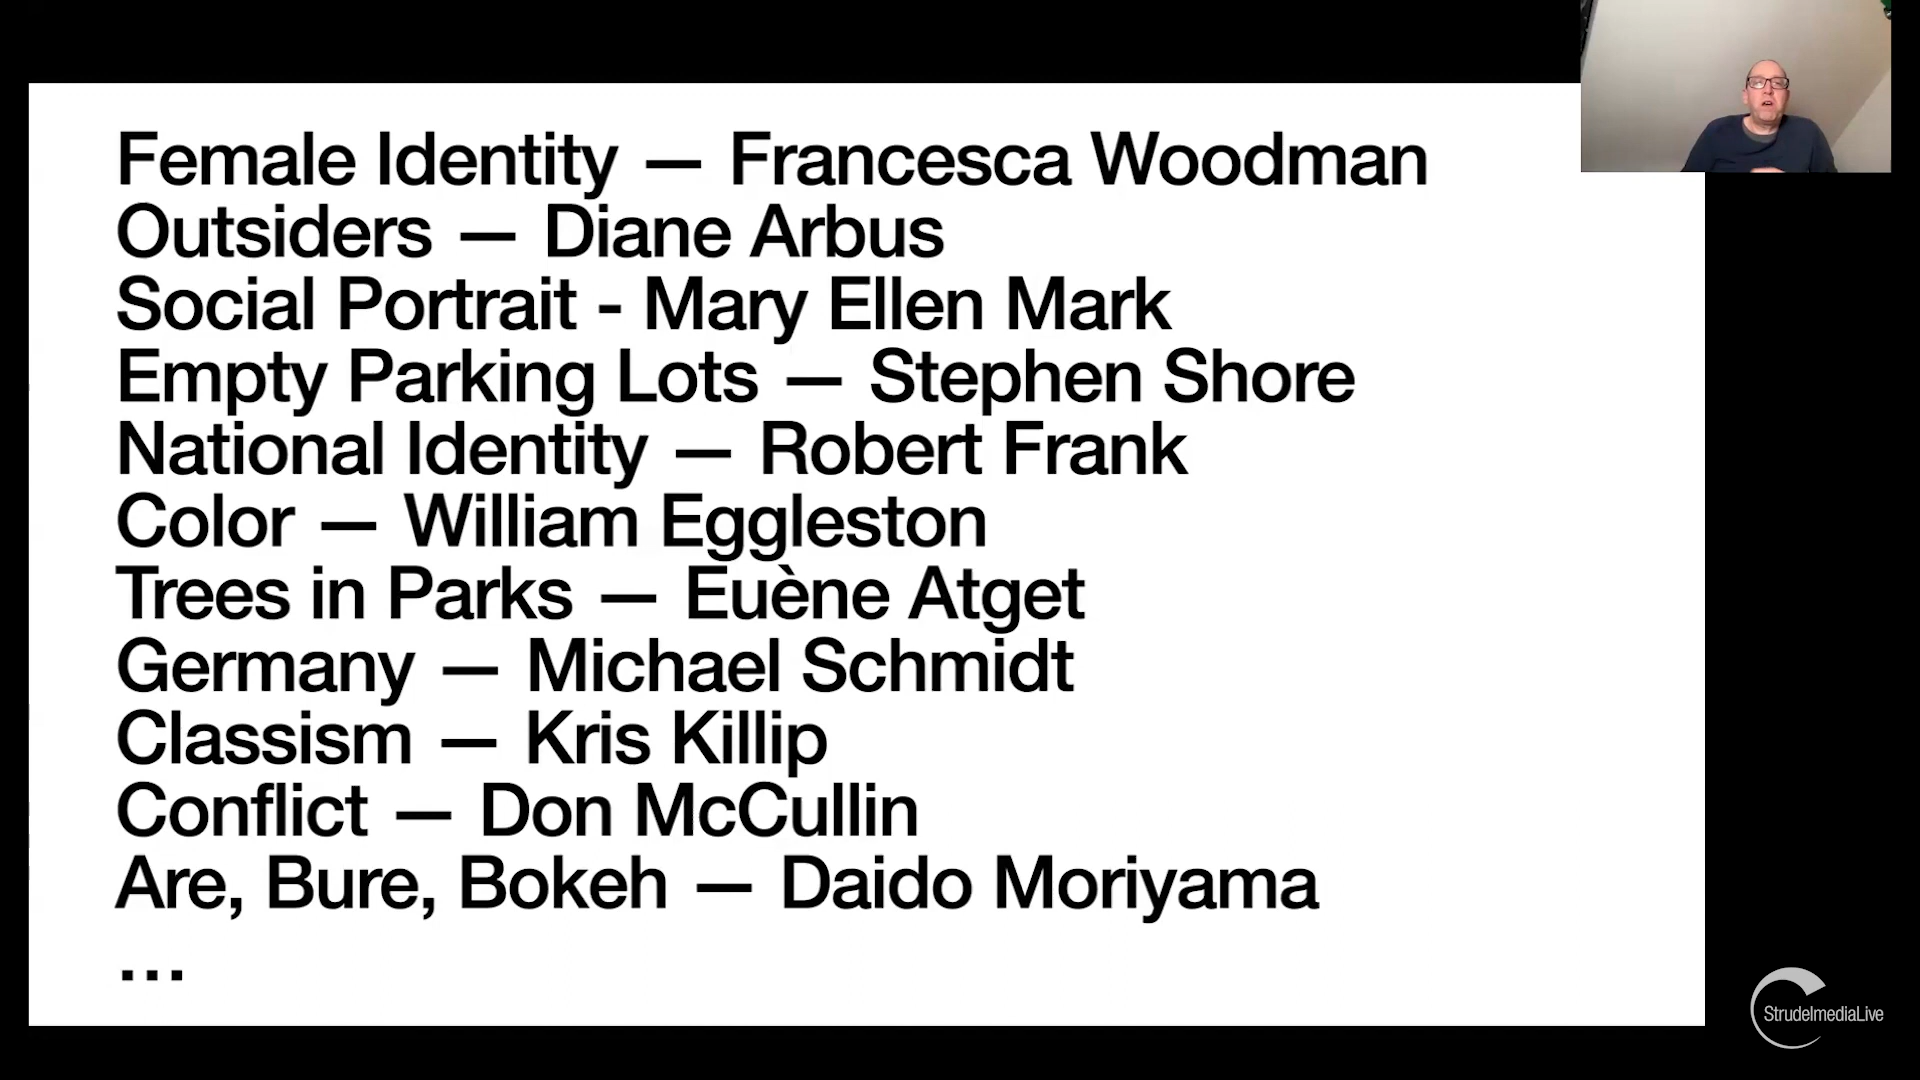 Female Identity — Francesca Woodman
Outsiders — Diane Arbus
Social Portrait - Mary Ellen Mark
Empty Parking Lots — Stephen Shore
National Identity — Robert Frank
Color — William Eggleston
Trees in Parks — Euène Atget
Germany — Michael Schmidt
Classism — Kris Killip
Conflict — Don McCullin
Are, Bure, Bokeh — Daido Moriyama
...
StrudelmediaLive